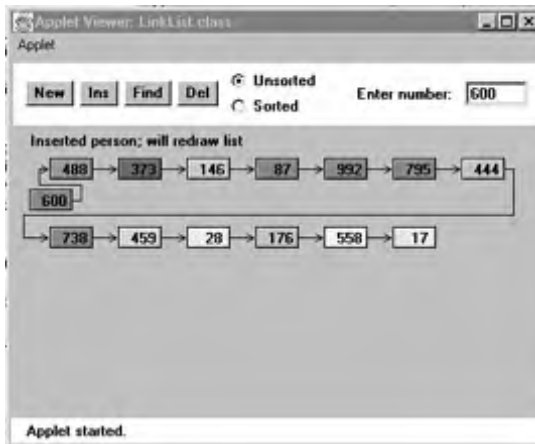 Applet Viewer: LinkList.class
Applet
New Ins Find Del Unsorted Sorted Enter number: 600
Inserted person; will redraw list
488 373 146 87 992 795 444
600
738 459 28 176 558 17
Applet started.